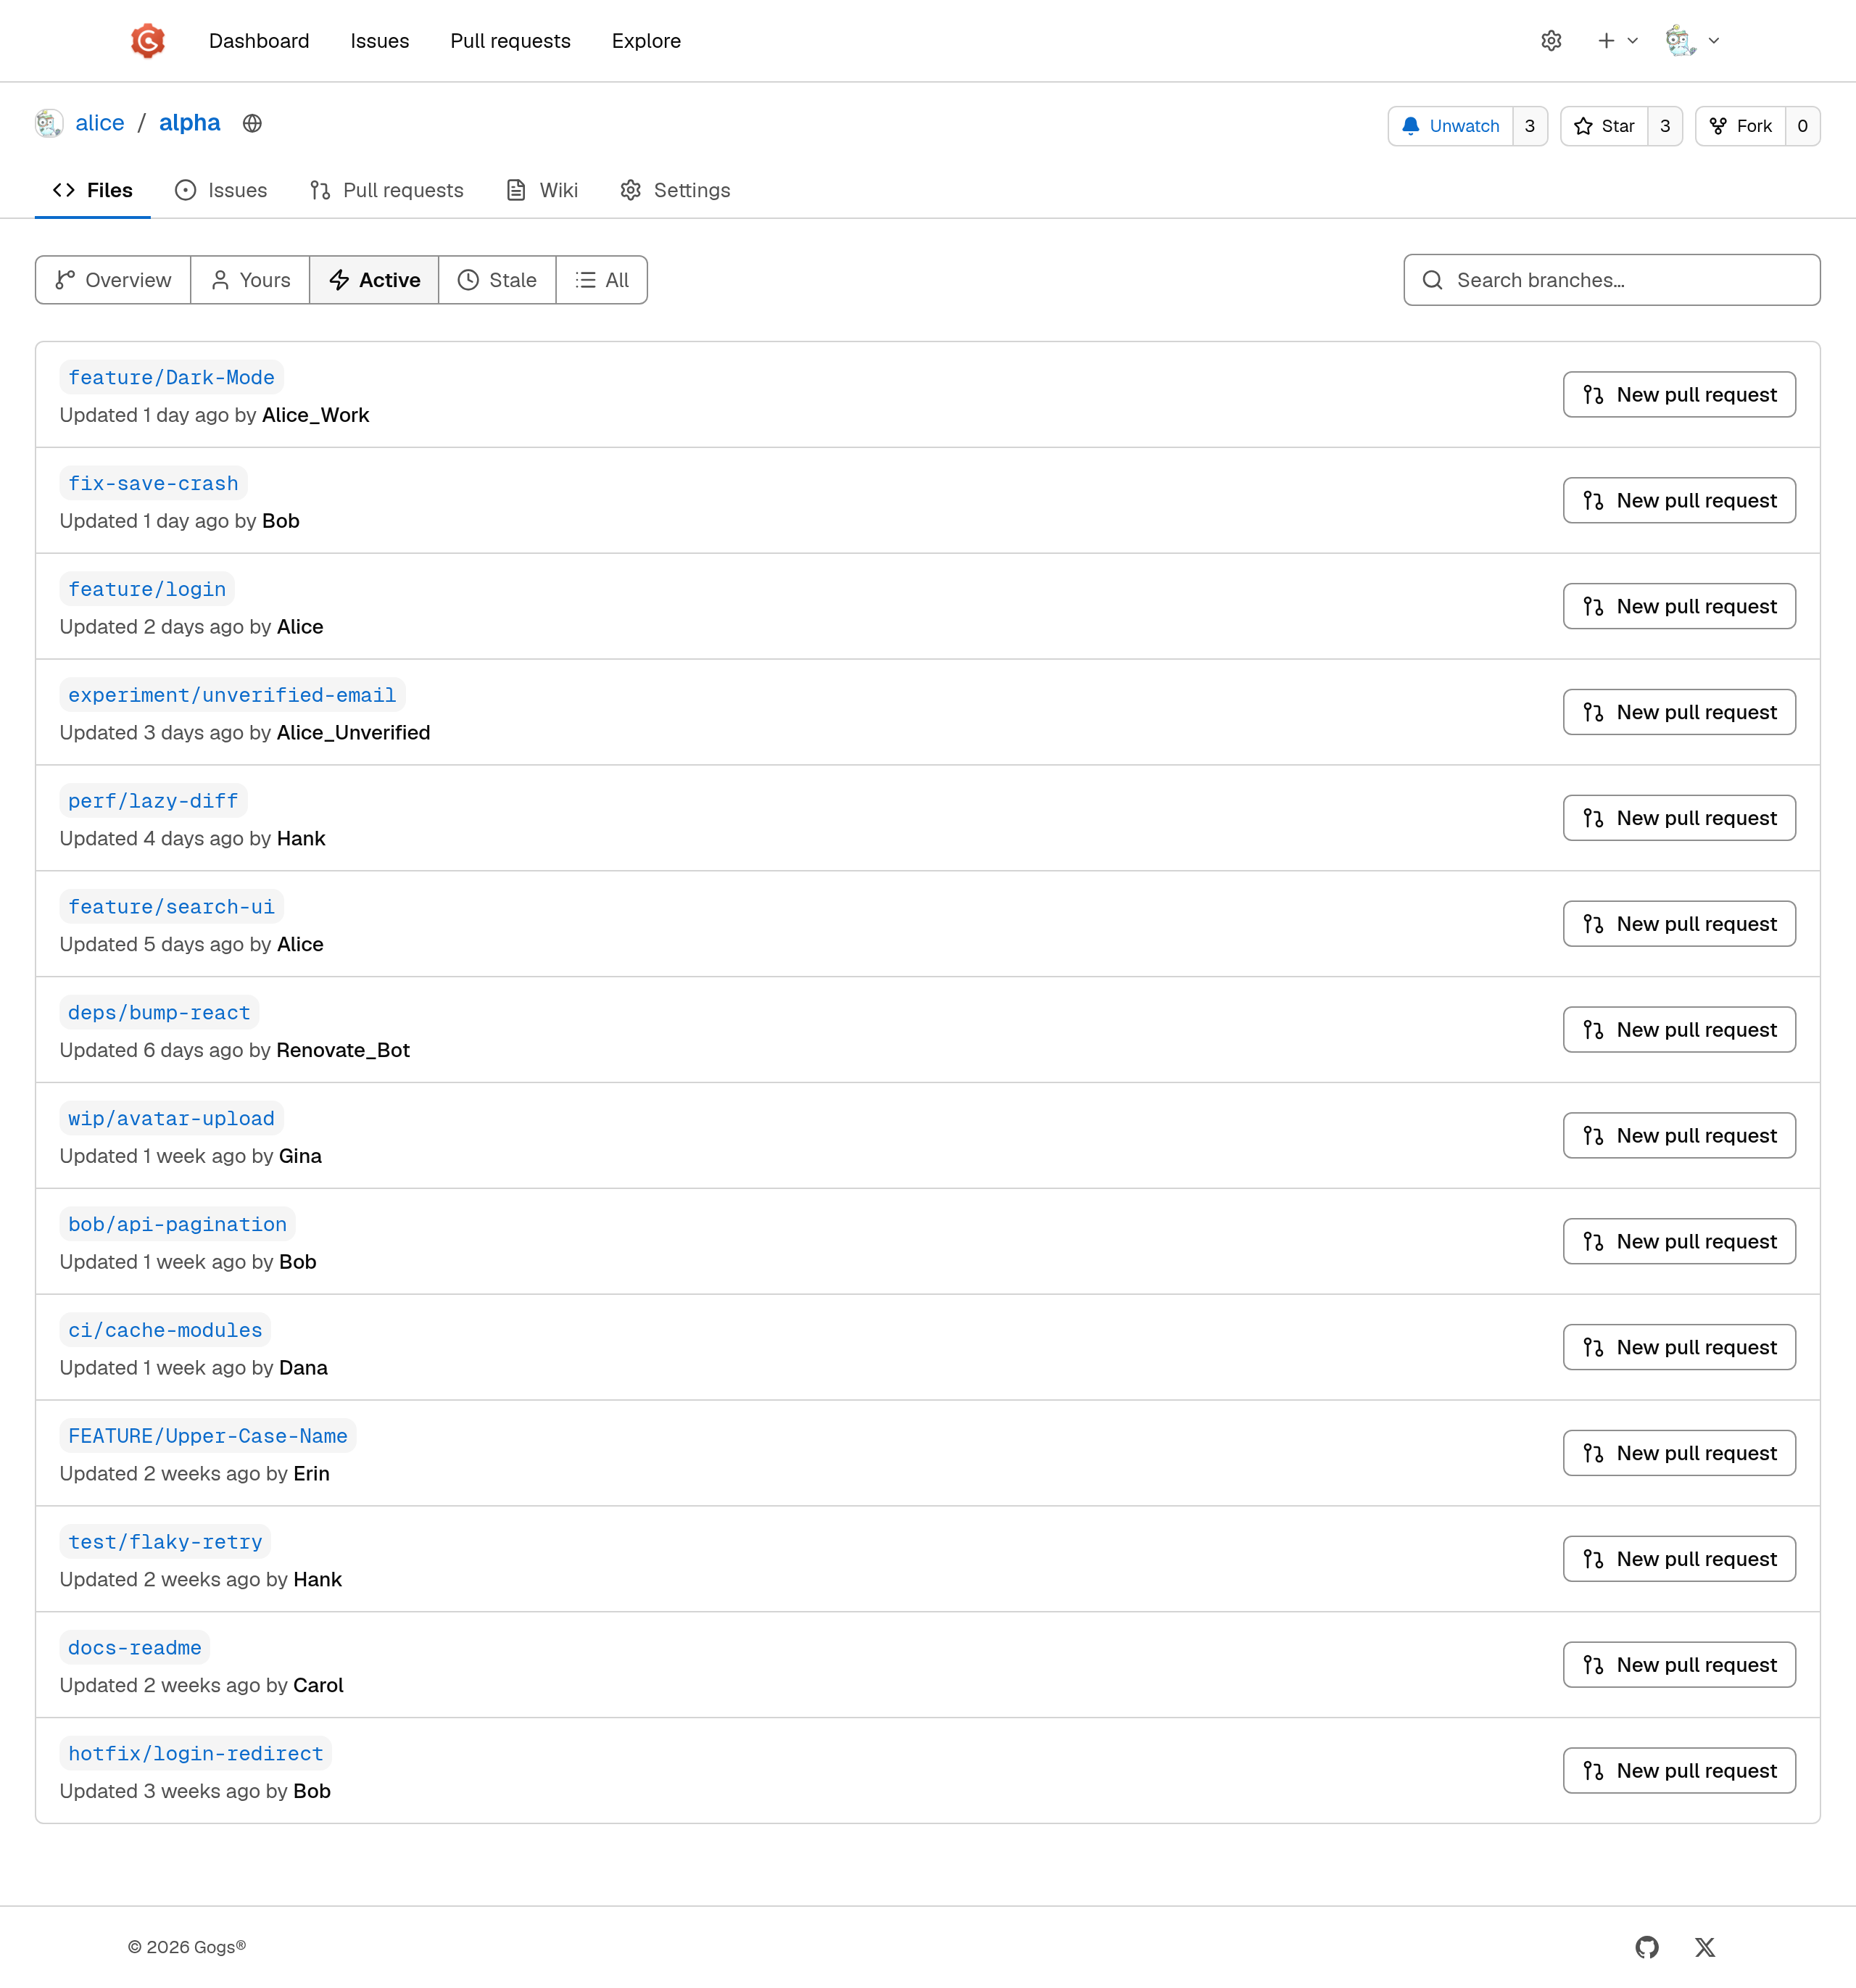 Dashboard Issues Pull requests Explore
alice / alpha
Unwatch 3 Star 3 Fork 0
Files Issues Pull requests Wiki Settings
Overview Yours Active Stale All
Search branches…
feature/Dark-Mode
Updated 1 day ago by Alice_Work
New pull request
fix-save-crash
Updated 1 day ago by Bob
New pull request
feature/login
Updated 2 days ago by Alice
New pull request
experiment/unverified-email
Updated 3 days ago by Alice_Unverified
New pull request
perf/lazy-diff
Updated 4 days ago by Hank
New pull request
feature/search-ui
Updated 5 days ago by Alice
New pull request
deps/bump-react
Updated 6 days ago by Renovate_Bot
New pull request
wip/avatar-upload
Updated 1 week ago by Gina
New pull request
bob/api-pagination
Updated 1 week ago by Bob
New pull request
ci/cache-modules
Updated 1 week ago by Dana
New pull request
FEATURE/Upper-Case-Name
Updated 2 weeks ago by Erin
New pull request
test/flaky-retry
Updated 2 weeks ago by Hank
New pull request
docs-readme
Updated 2 weeks ago by Carol
New pull request
hotfix/login-redirect
Updated 3 weeks ago by Bob
New pull request
© 2026 Gogs®